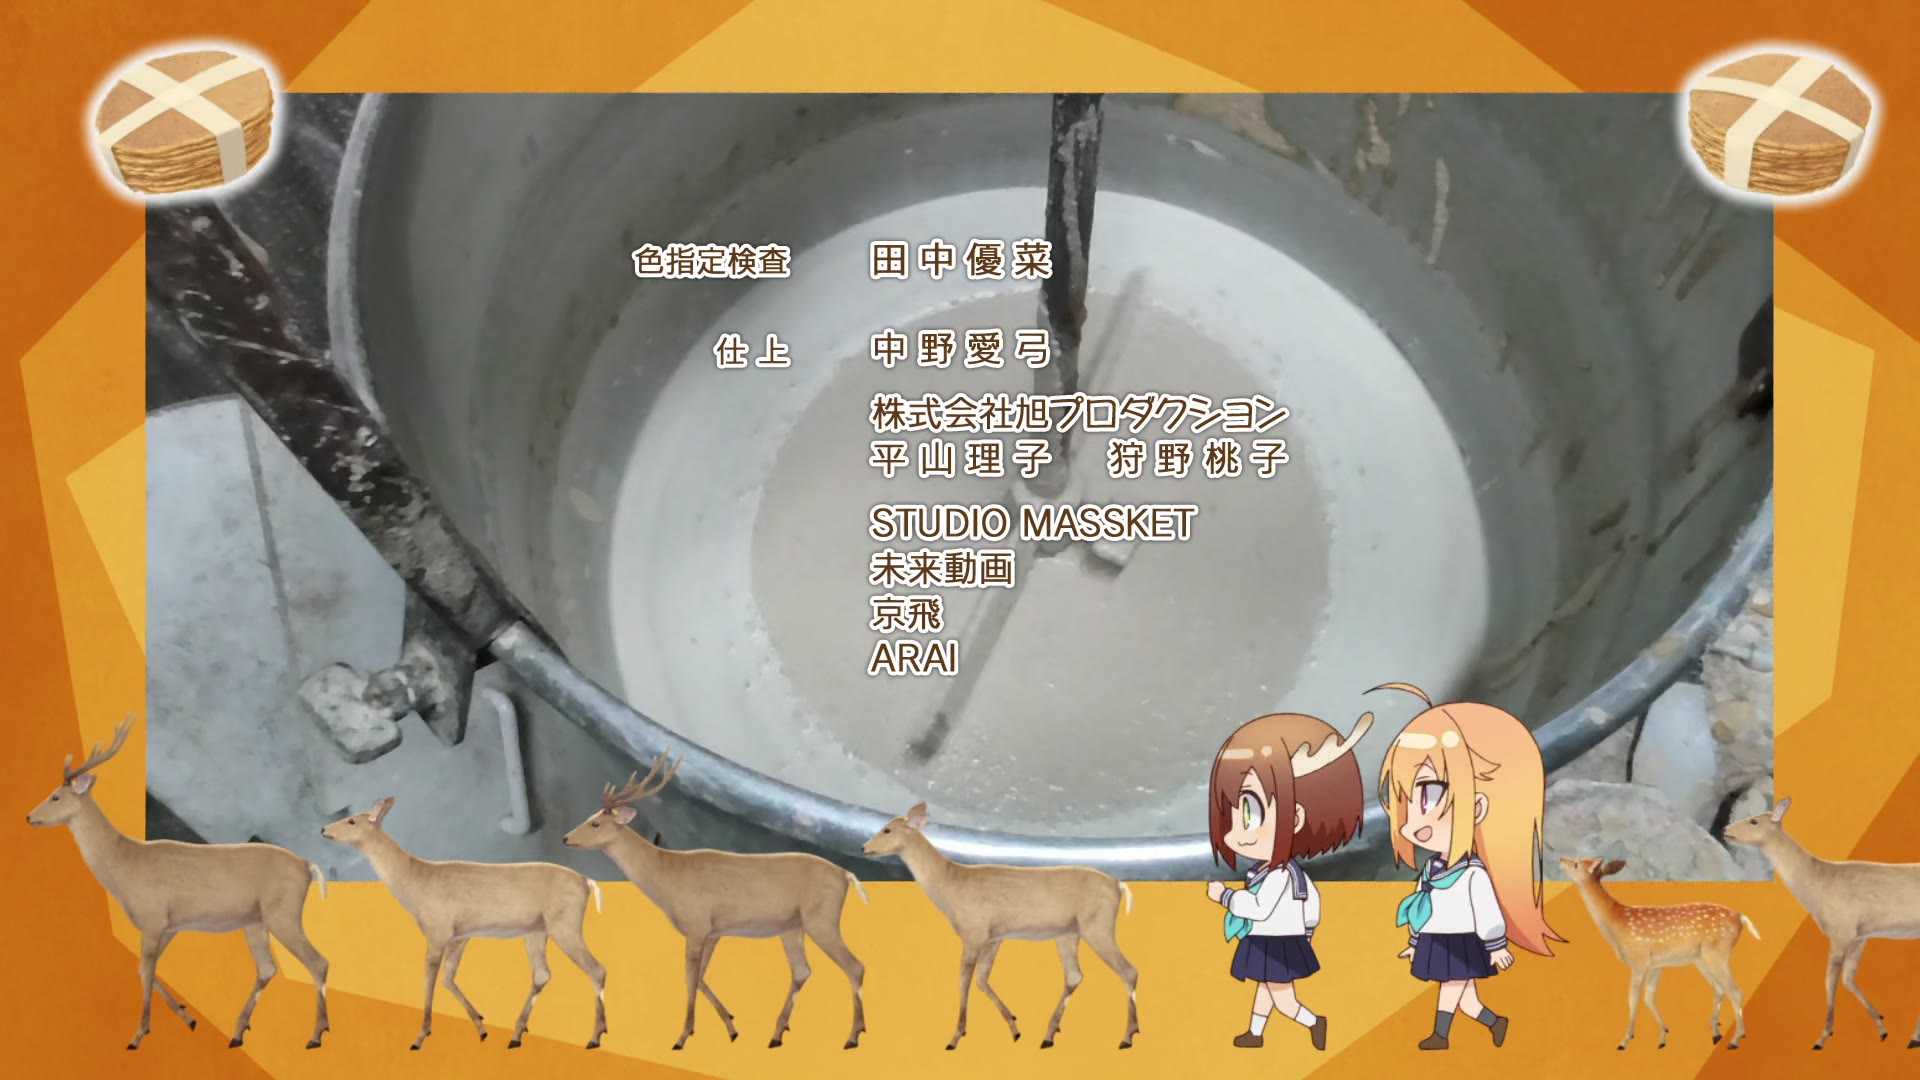 色指定検査 田中優菜
仕上 中野愛弓
株式会社旭プロダクション
平山理子 狩野桃子
STUDIO MASSKET
未来動画
京飛
ARAI